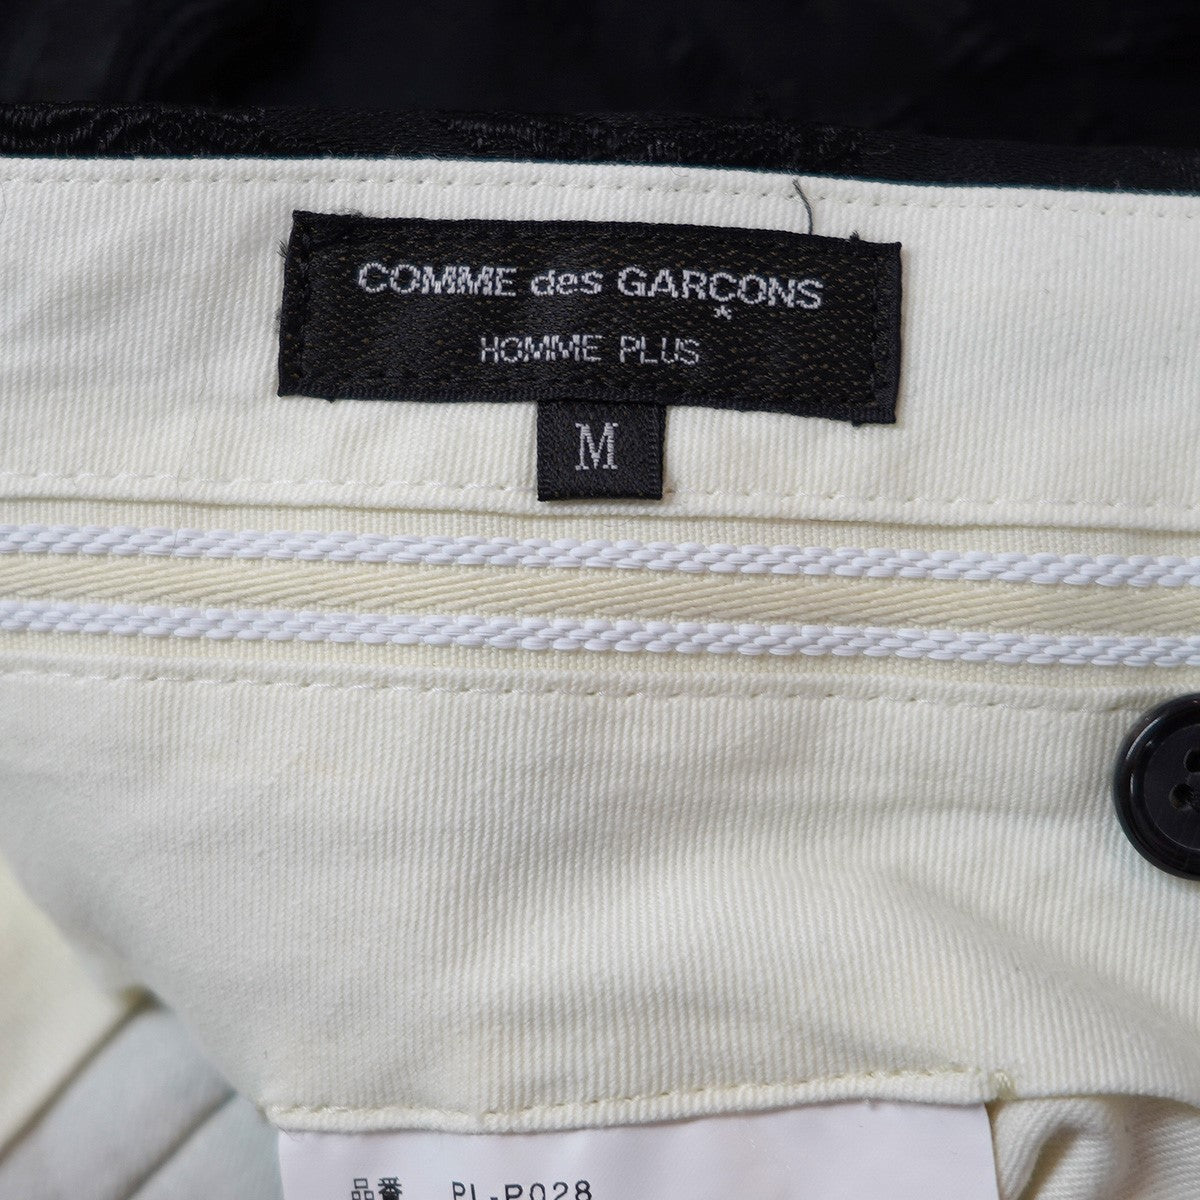 COMME des GARÇONS
*
HOMME PLUS
M
品番 PL-P028